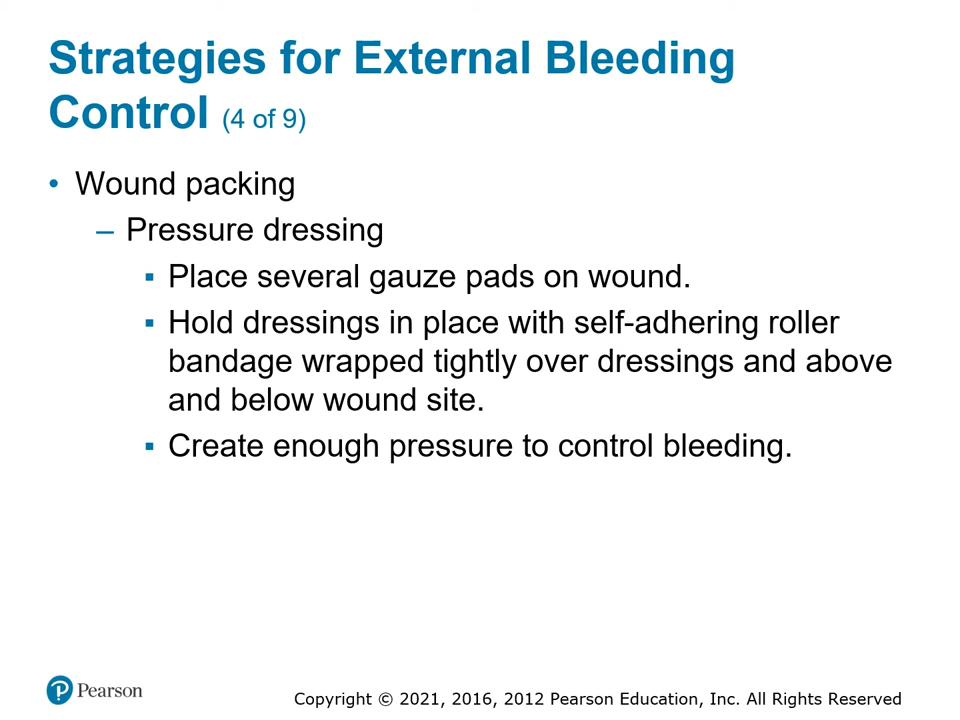 Strategies for External Bleeding
Control (4 of 9)
• Wound packing
– Pressure dressing
▪ Place several gauze pads on wound.
▪ Hold dressings in place with self-adhering roller
bandage wrapped tightly over dressings and above
and below wound site.
▪ Create enough pressure to control bleeding.
P Pearson
Copyright © 2021, 2016, 2012 Pearson Education, Inc. All Rights Reserved